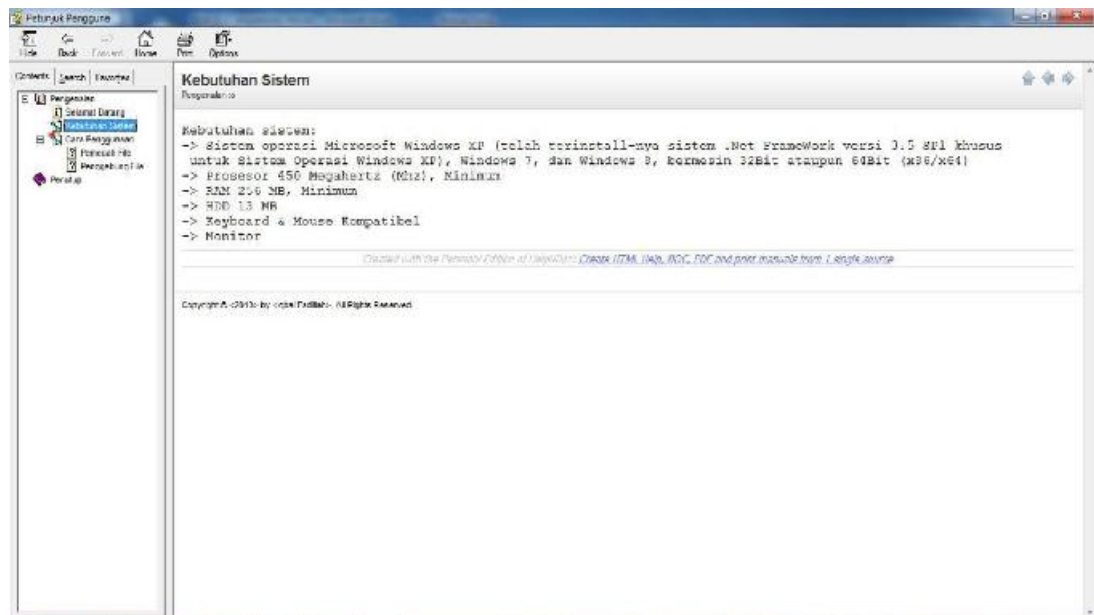 Petunjuk Pengguna
Hide Back Forward Home Print Options
Contents Search Favorites
Pengenalan
Selamat Datang
Kebutuhan Sistem
Cara Penggunaan
Pemecah File
Penggabung File
Penutup
Kebutuhan Sistem
Pengenalan »
Kebutuhan sistem:
-> Sistem operasi Microsoft Windows XP (telah terinstall-nya sistem .Net FrameWork versi 3.5 SP1 khusus
untuk Sistem Operasi Windows XP), Windows 7, dan Windows 8, bermesin 32Bit ataupun 64Bit (x86/x64)
-> Prosesor 450 Megahertz (Mhz), Minimum
-> RAM 256 MB, Minimum
-> HDD 13 MB
-> Keyboard & Mouse Kompatibel
-> Monitor
Created with the Personal Edition of HelpNDoc: Create HTML Help, DOC, PDF and print manuals from 1 single source
Copyright © by All Rights Reserved.